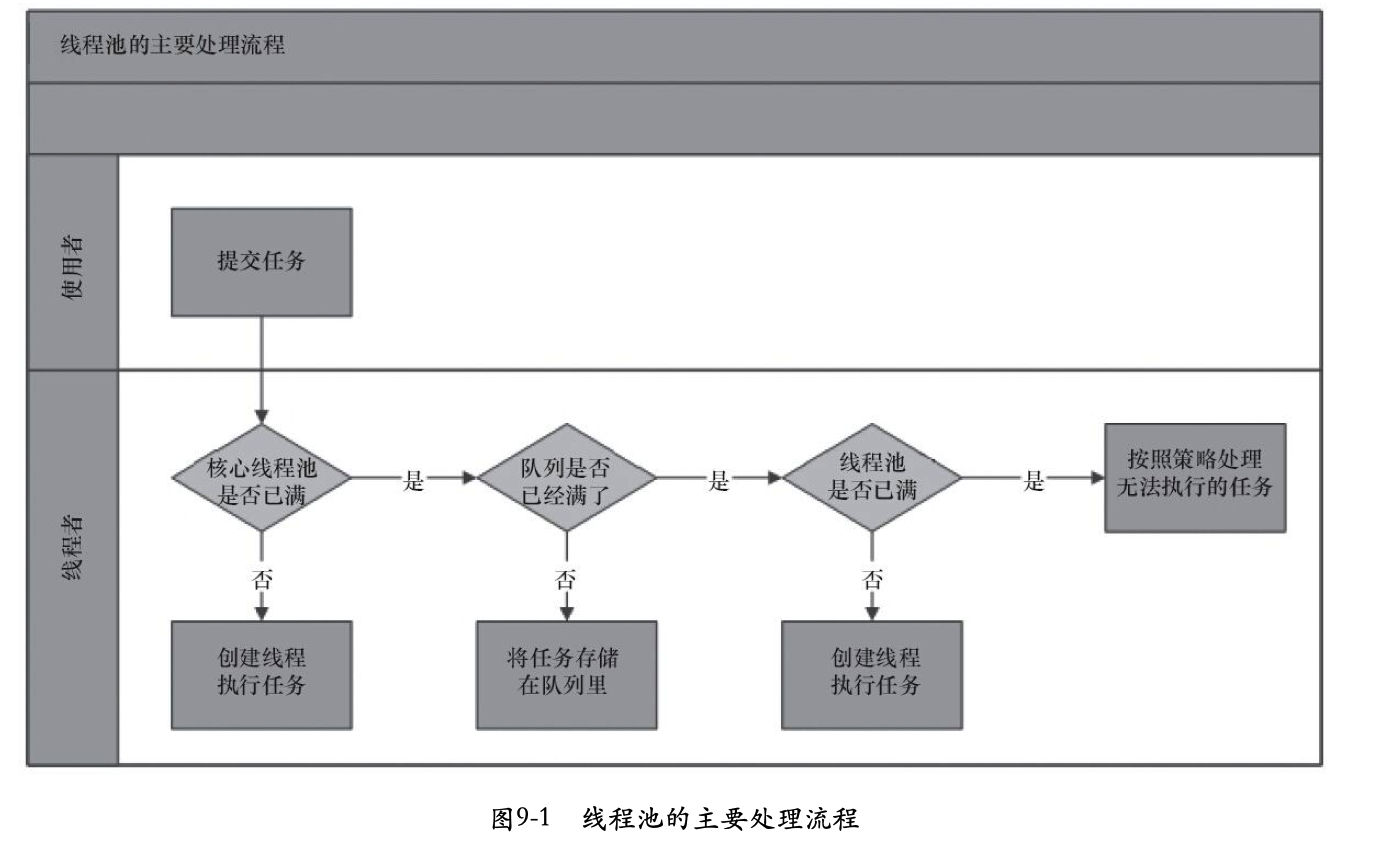 线程池的主要处理流程
使用者
提交任务
线程者
核心线程池
是否已满
是
队列是否
已经满了
是
线程池
是否已满
是
按照策略处理
无法执行的任务
否
否
否
创建线程
执行任务
将任务存储
在队列里
创建线程
执行任务
图9-1 线程池的主要处理流程